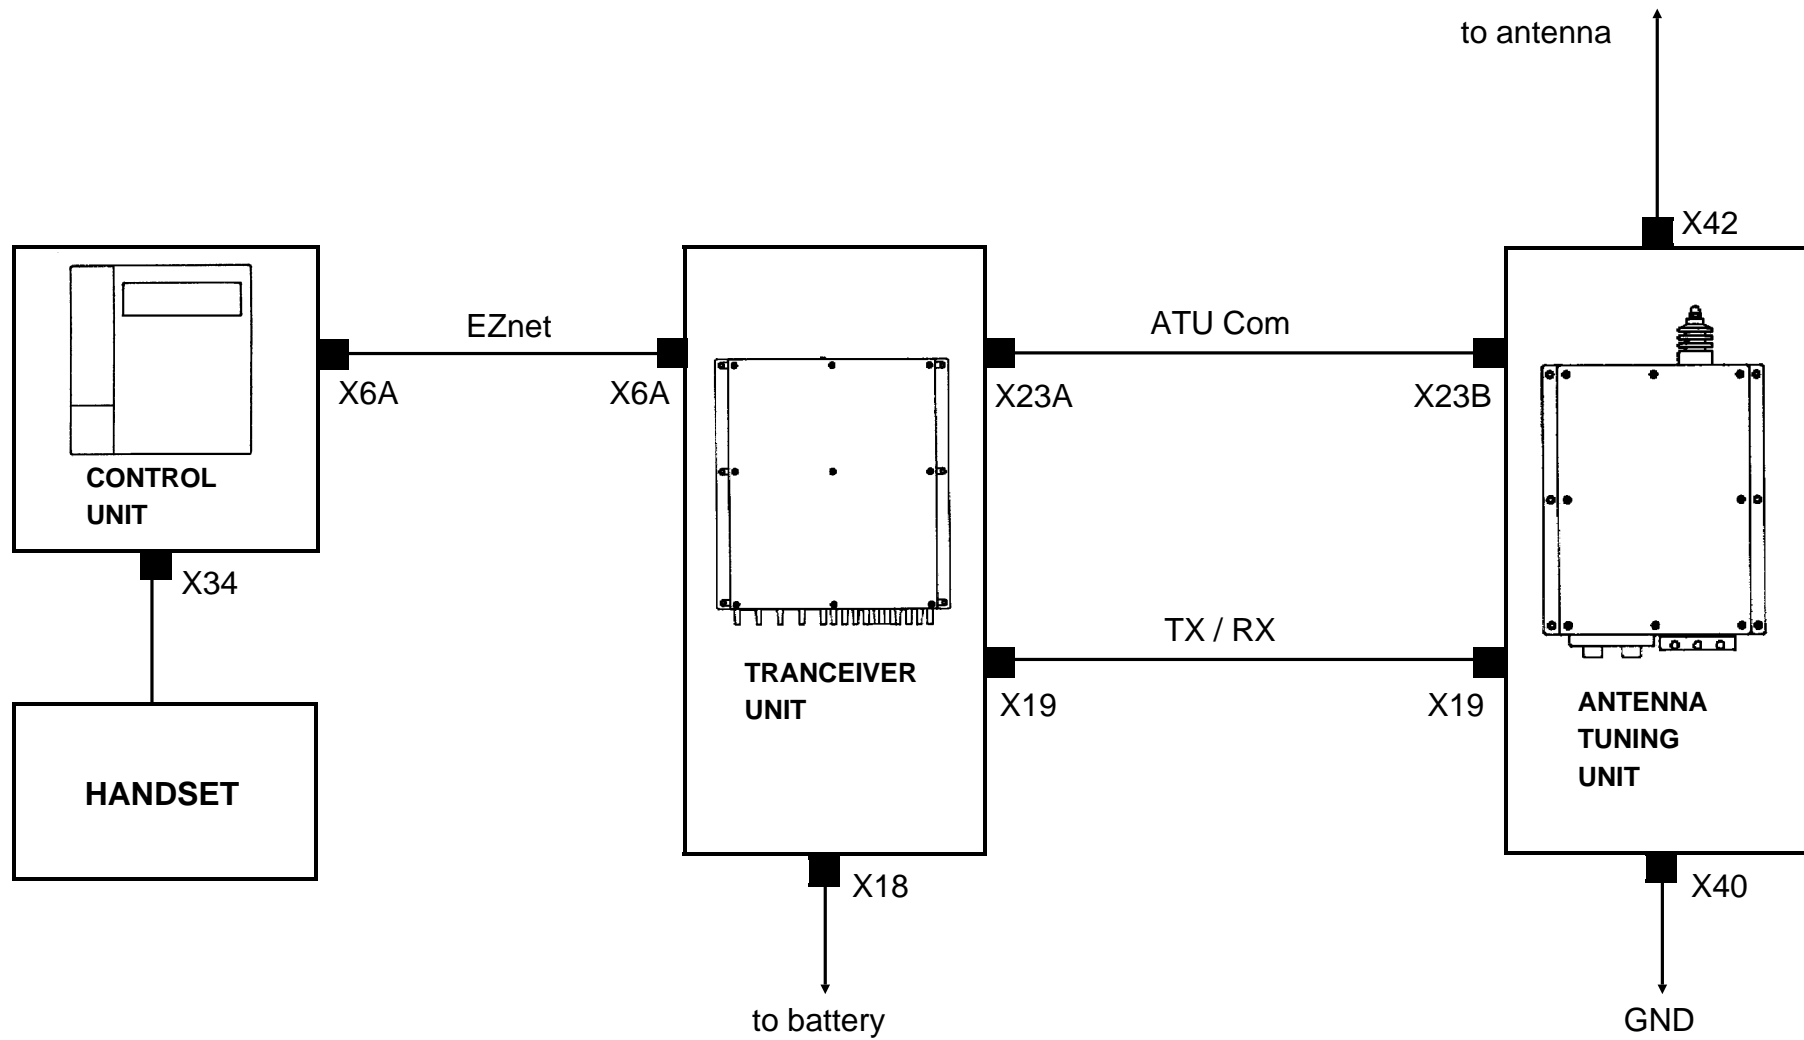 to antenna
X42
EZnet
ATU Com
X6A
X6A
X23A
X23B
CONTROL
UNIT
X34
TX / RX
TRANCEIVER
UNIT
X19
X19
ANTENNA
TUNING
UNIT
HANDSET
X18
X40
to battery
GND